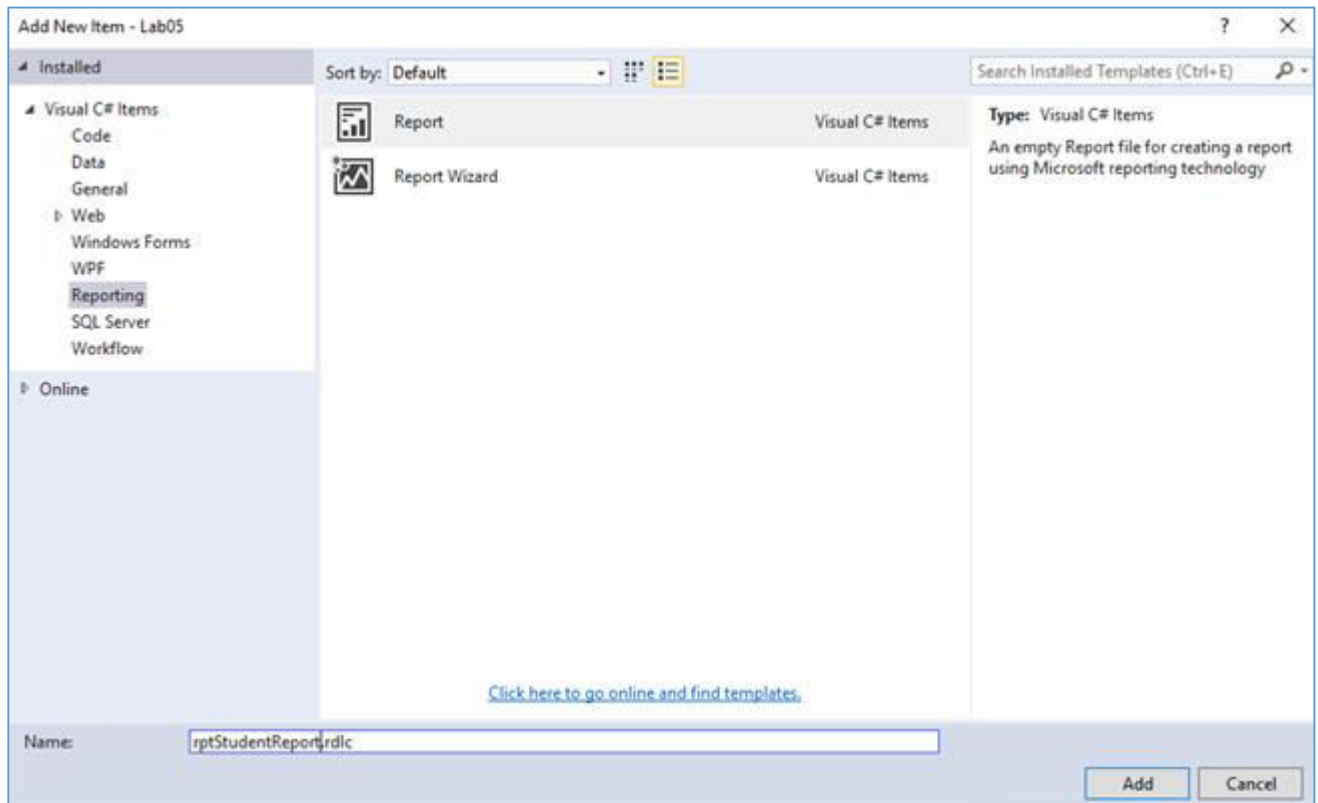 Add New Item - Lab05
?
Installed
Sort by: Default
Search Installed Templates (Ctrl+E)
Visual C# Items
Code
Data
General
Web
Windows Forms
WPF
Reporting
SQL Server
Workflow
Online
Report Visual C# Items
Report Wizard Visual C# Items
Type: Visual C# Items
An empty Report file for creating a report
using Microsoft reporting technology
Click here to go online and find templates.
Name: rptStudentReport.rdlc
Add Cancel